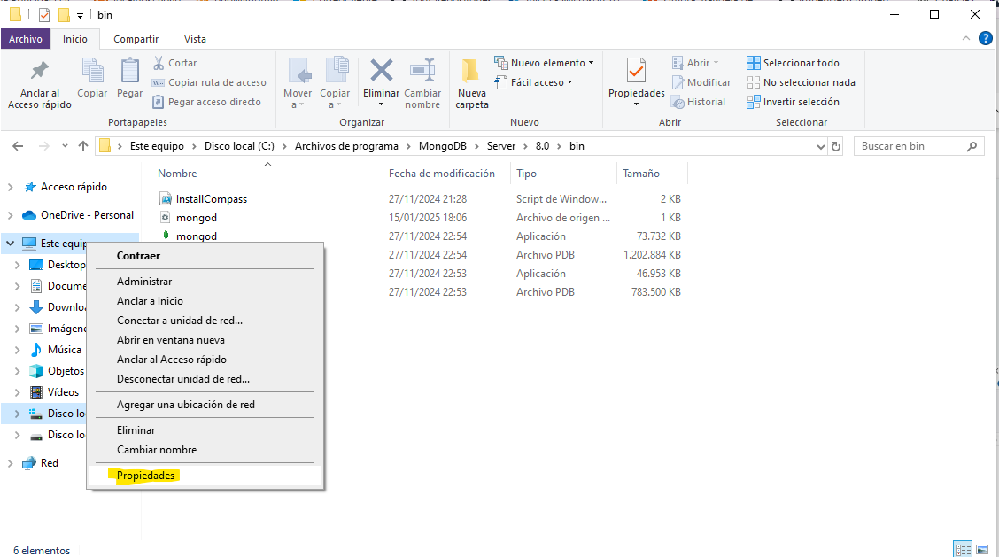 bin
Archivo Inicio Compartir Vista
Anclar al Acceso rápido
Copiar
Pegar
Cortar
Copiar ruta de acceso
Pegar acceso directo
Portapapeles
Mover a
Copiar a
Eliminar
Cambiar nombre
Organizar
Nueva carpeta
Nuevo elemento
Fácil acceso
Nuevo
Propiedades
Abrir
Modificar
Historial
Abrir
Seleccionar todo
No seleccionar nada
Invertir selección
Seleccionar
Este equipo > Disco local (C:) > Archivos de programa > MongoDB > Server > 8.0 > bin
Buscar en bin
Nombre Fecha de modificación Tipo Tamaño
InstallCompass 27/11/2024 21:28 Script de Window... 2 KB
mongod 15/01/2025 18:06 Archivo de origen ... 1 KB
mongod 27/11/2024 22:54 Aplicación 73.732 KB
27/11/2024 22:54 Archivo PDB 1.202.884 KB
27/11/2024 22:53 Aplicación 46.953 KB
27/11/2024 22:53 Archivo PDB 783.500 KB
Acceso rápido
OneDrive - Personal
Este equip
Desktop
Docume
Downloa
Imágene
Música
Objetos
Vídeos
Disco lo
Disco lo
Red
Contraer
Administrar
Anclar a Inicio
Conectar a unidad de red...
Abrir en ventana nueva
Anclar al Acceso rápido
Desconectar unidad de red...
Agregar una ubicación de red
Eliminar
Cambiar nombre
Propiedades
6 elementos